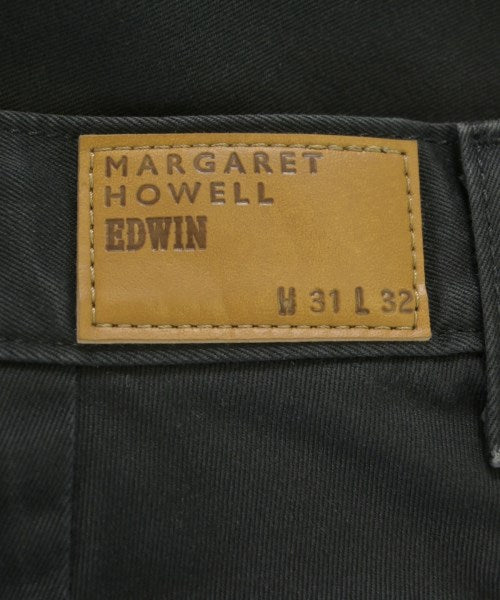 MARGARET
HOWELL
EDWIN
W 31 L 32